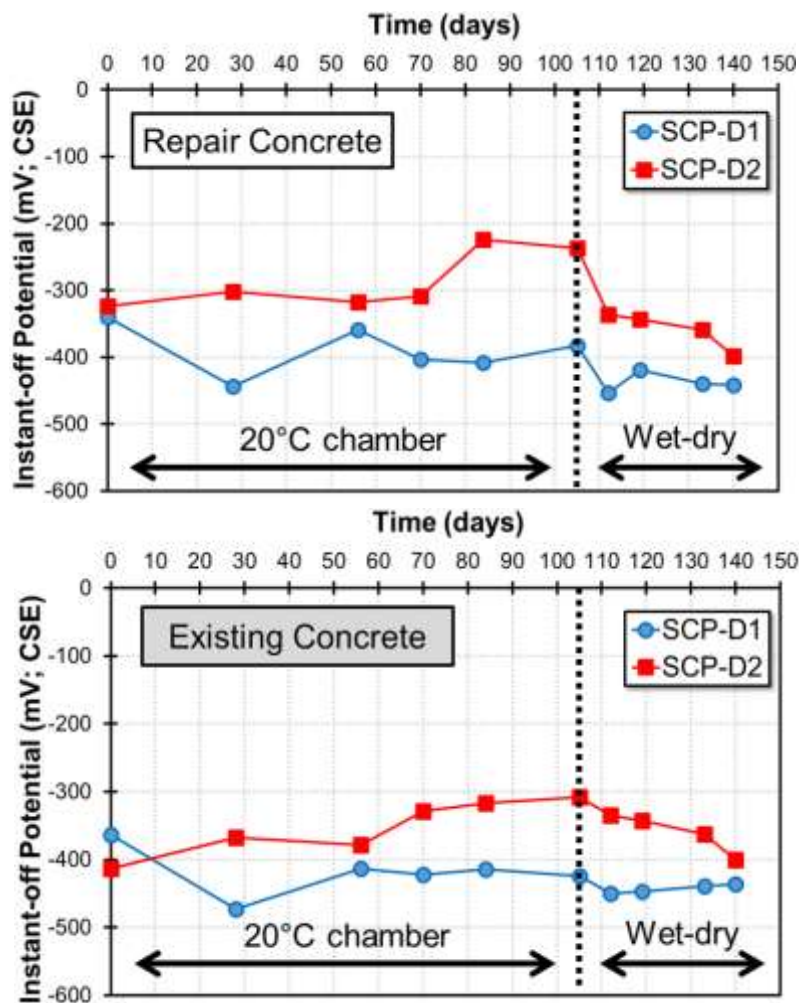 Time (days)
0 10 20 30 40 50 60 70 80 90 100 110 120 130 140 150
Instant-off Potential (mV; CSE)
0
-100
-200
-300
-400
-500
-600
Repair Concrete
SCP-D1
SCP-D2
20°C chamber
Wet-dry
Time (days)
0 10 20 30 40 50 60 70 80 90 100 110 120 130 140 150
Instant-off Potential (mV; CSE)
0
-100
-200
-300
-400
-500
-600
Existing Concrete
SCP-D1
SCP-D2
20°C chamber
Wet-dry